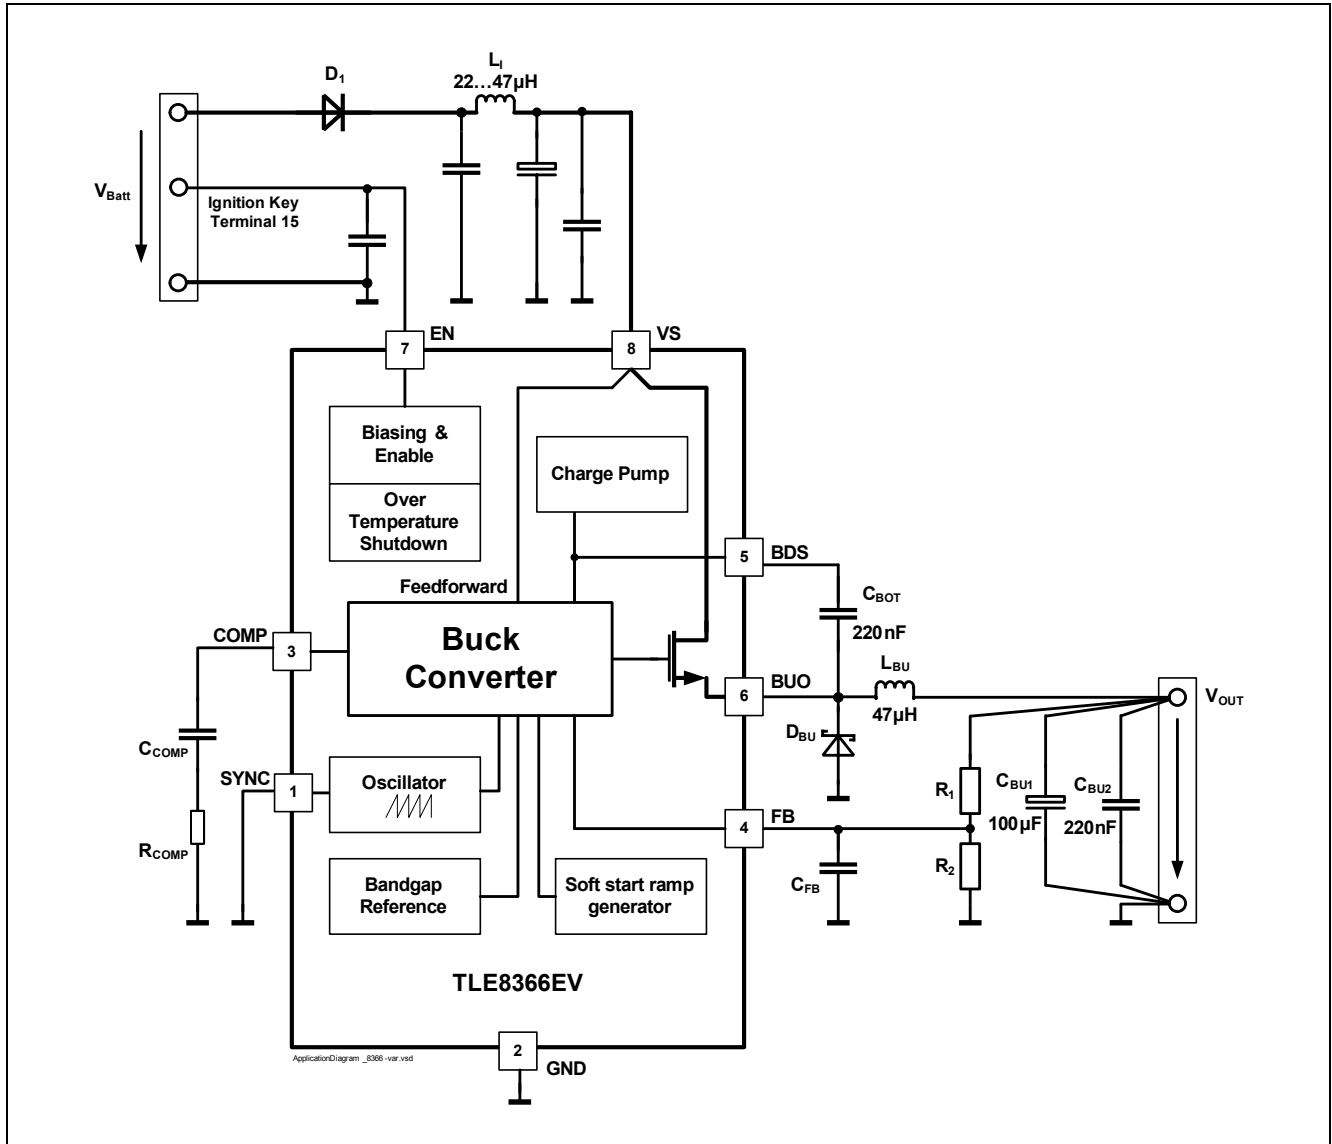 D1
LI
22...47µH
VBatt
Ignition Key
Terminal 15
EN
VS
7
8
Biasing &
Enable
Over
Temperature
Shutdown
Charge Pump
5
BDS
Feedforward
CBOT
220nF
COMP
3
Buck
Converter
LBU
47µH
6
BUO
VOUT
DBU
CCOMP
SYNC
1
Oscillator
R1
CBU1
100µF
CBU2
220nF
4
FB
RCOMP
R2
CFB
Bandgap
Reference
Soft start ramp
generator
TLE8366EV
ApplicationDiagram _8366 -var.vsd
2
GND